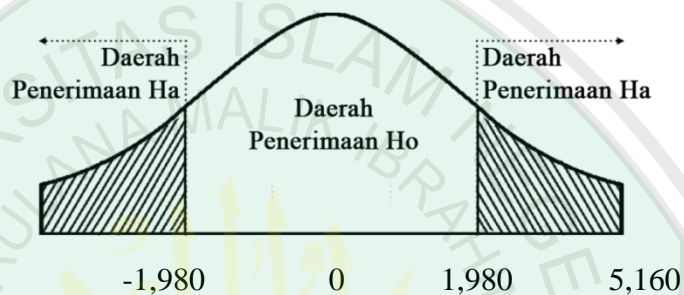 Daerah
Penerimaan Ha
Daerah
Penerimaan Ho
Daerah
Penerimaan Ha
-1,980 0 1,980 5,160